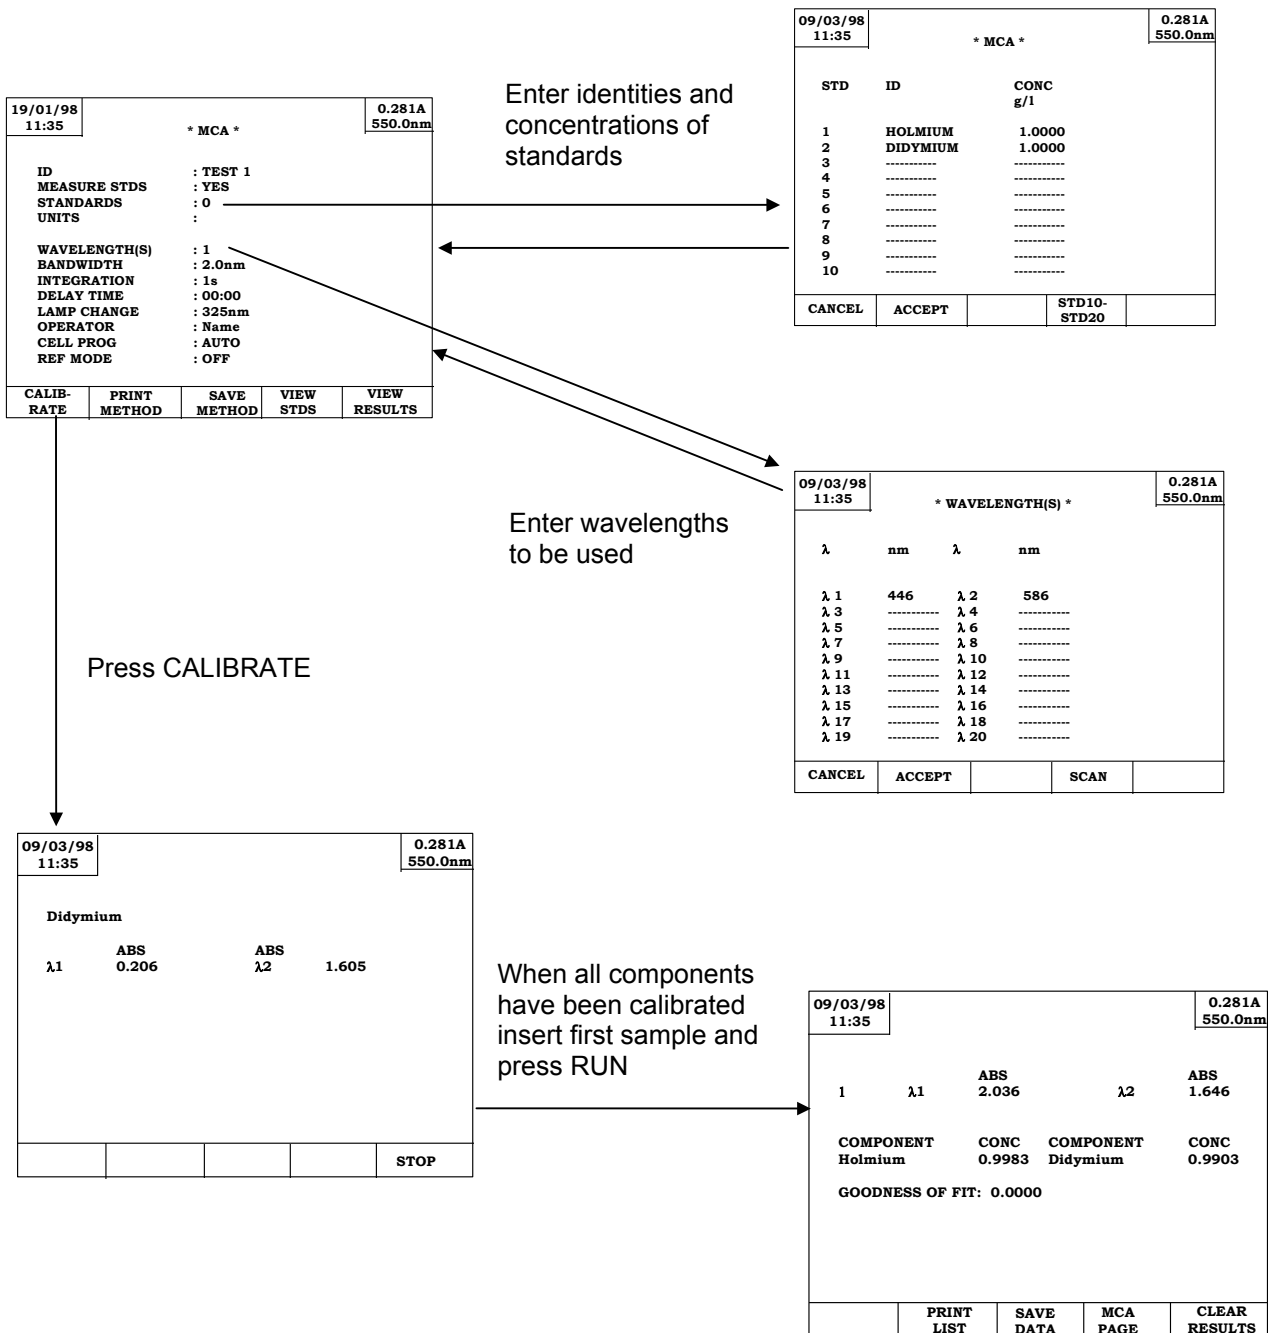 19/01/98
11:35
* MCA *
0.281A
550.0nm
ID : TEST 1
MEASURE STDS : YES
STANDARDS : 0
UNITS :
WAVELENGTH(S) : 1
BANDWIDTH : 2.0nm
INTEGRATION : 1s
DELAY TIME : 00:00
LAMP CHANGE : 325nm
OPERATOR : Name
CELL PROG : AUTO
REF MODE : OFF
CALIB- PRINT SAVE VIEW VIEW
RATE METHOD METHOD STDS RESULTS
Enter identities and
concentrations of
standards
09/03/98
11:35
* MCA *
0.281A
550.0nm
STD ID CONC
g/l
1 HOLMIUM 1.0000
2 DIDYMIUM 1.0000
3 ---------- -----------
4 ---------- -----------
5 ---------- -----------
6 ---------- -----------
7 ---------- -----------
8 ---------- -----------
9 ---------- -----------
10 ---------- -----------
CANCEL ACCEPT STD10-
STD20
Enter wavelengths
to be used
09/03/98
11:35
* WAVELENGTH(S) *
0.281A
550.0nm
λ nm λ nm
λ 1 446 λ 2 586
λ 3 ----------- λ 4 -----------
λ 5 ----------- λ 6 -----------
λ 7 ----------- λ 8 -----------
λ 9 ----------- λ 10 -----------
λ 11 ----------- λ 12 -----------
λ 13 ----------- λ 14 -----------
λ 15 ----------- λ 16 -----------
λ 17 ----------- λ 18 -----------
λ 19 ----------- λ 20 -----------
CANCEL ACCEPT SCAN
Press CALIBRATE
09/03/98
11:35
0.281A
550.0nm
Didymium
ABS ABS
λ1 0.206 λ2 1.605
STOP
When all components
have been calibrated
insert first sample and
press RUN
09/03/98
11:35
0.281A
550.0nm
ABS ABS
1 λ1 2.036 λ2 1.646
COMPONENT CONC COMPONENT CONC
Holmium 0.9983 Didymium 0.9903
GOODNESS OF FIT: 0.0000
PRINT SAVE MCA CLEAR
LIST DATA PAGE RESULTS